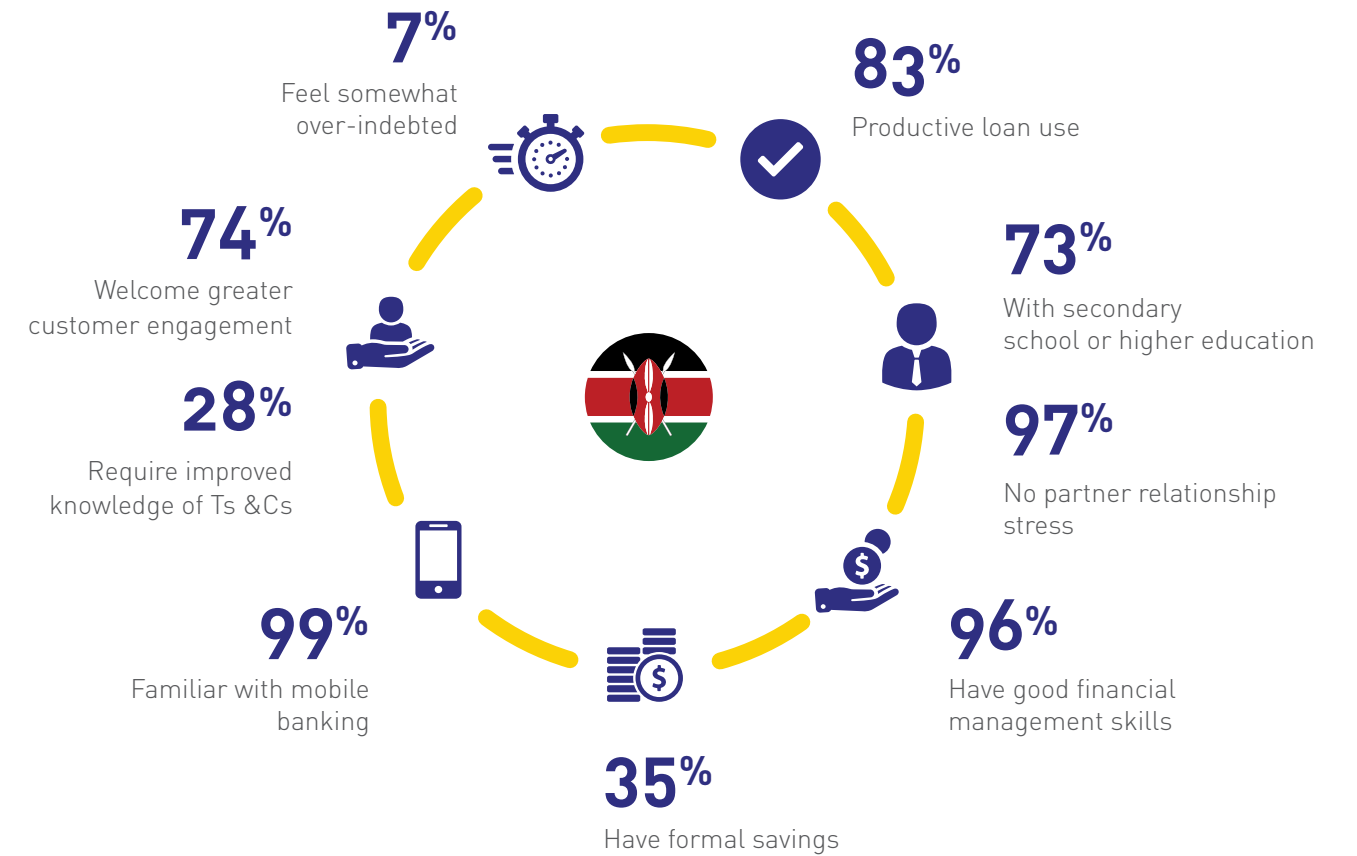 7%
Feel somewhat
over-indebted
83%
Productive loan use
74%
Welcome greater
customer engagement
73%
With secondary
school or higher education
28%
Require improved
knowledge of Ts &Cs
97%
No partner relationship
stress
99%
Familiar with mobile
banking
96%
Have good financial
management skills
35%
Have formal savings
$
$